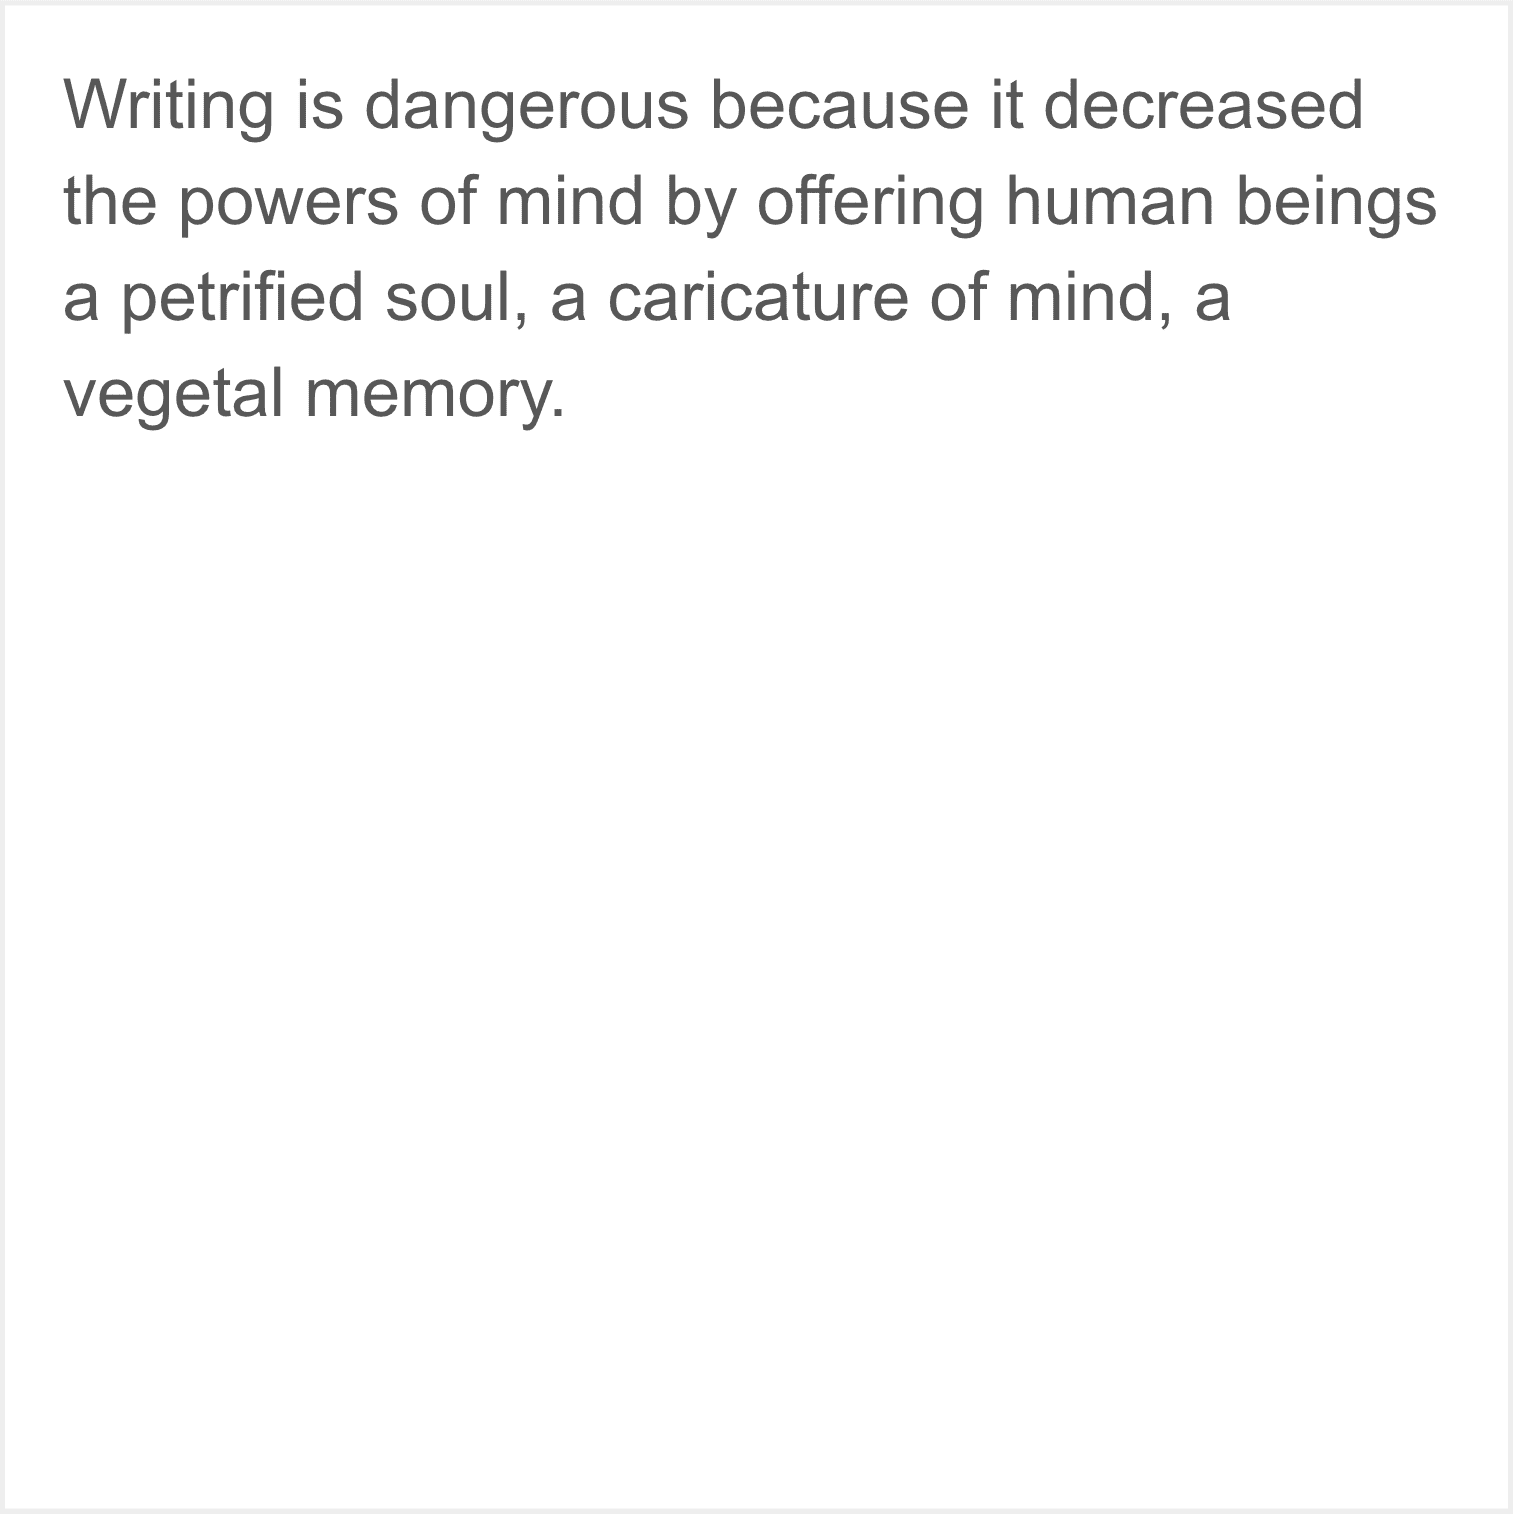 Writing is dangerous because it decreased
the powers of mind by offering human beings
a petrified soul, a caricature of mind, a
vegetal memory.